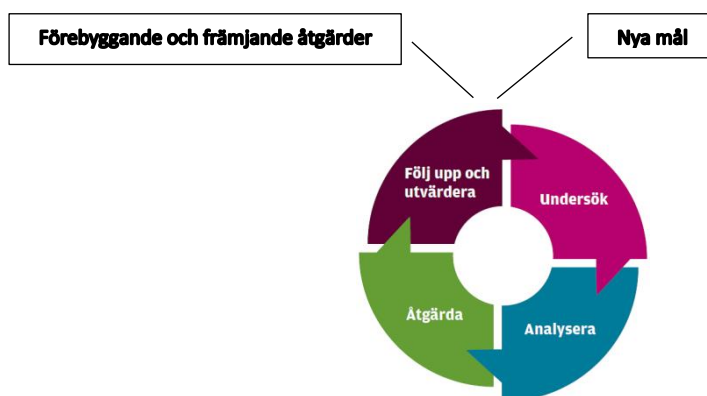 Förebyggande och främjande åtgärder
Nya mål
Följ upp och
utvärdera
Undersök
Åtgärda
Analysera